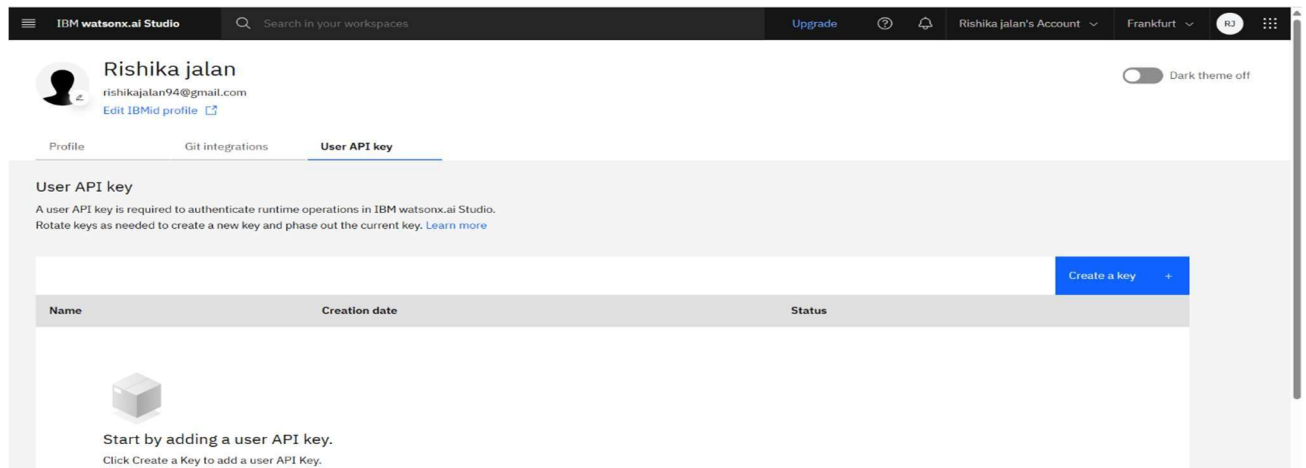 IBM watsonx.ai Studio Search in your workspaces Upgrade Rishika jalan's Account Frankfurt RJ
Rishika jalan
rishikajalan94@gmail.com
Edit IBMid profile
Dark theme off
Profile Git integrations User API key
User API key
A user API key is required to authenticate runtime operations in IBM watsonx.ai Studio.
Rotate keys as needed to create a new key and phase out the current key. Learn more
Create a key +
Name Creation date Status
Start by adding a user API key.
Click Create a Key to add a user API Key.